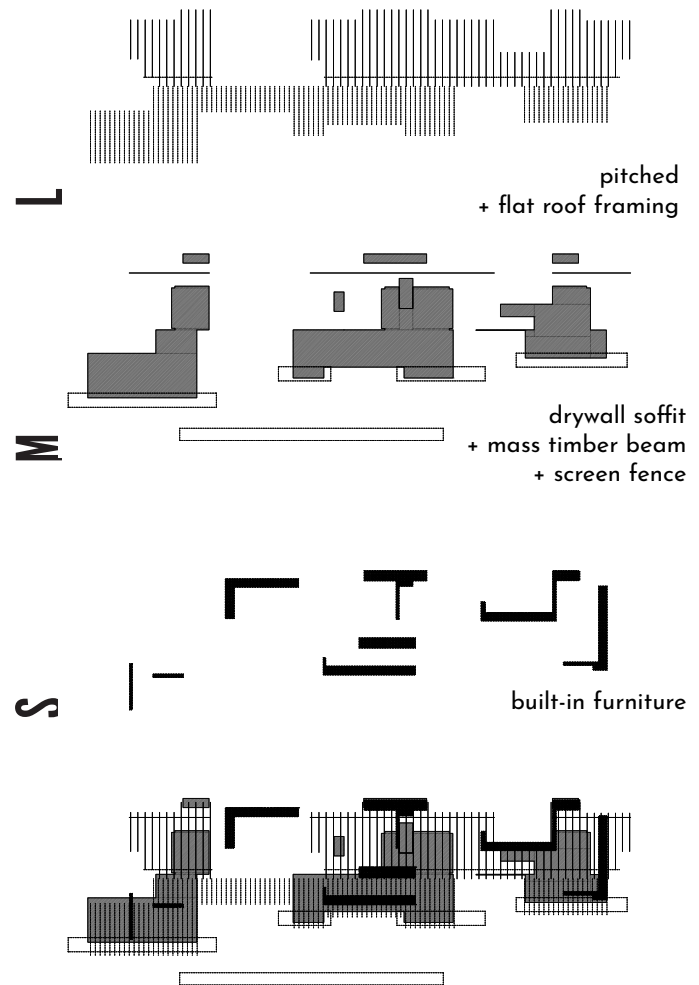 L
pitched
+ flat roof framing
M
drywall soffit
+ mass timber beam
+ screen fence
S
built-in furniture